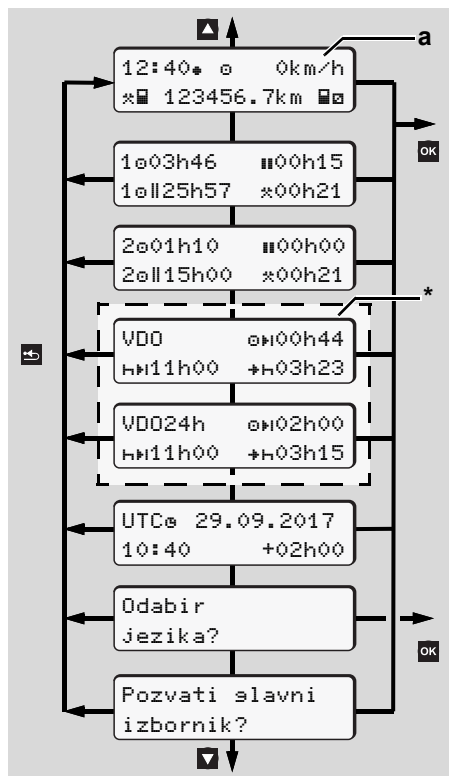 a
12:40 0km/h
123456.7km
OK
1 03h46 00h15
1 25h57 00h21
2 01h10 00h00
2 15h00 00h21
*
VDO 00h44
11h00 03h23
VDO24h 02h00
11h00 03h15
UTC 29.09.2017
10:40 +02h00
Odabir
jezika?
OK
Pozvati glavni
izbornik?